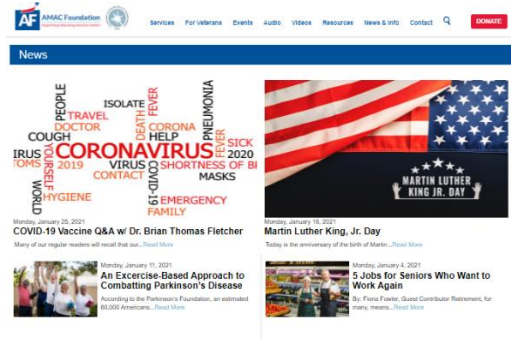 AF AMAC Foundation
Services For Veterans Events Audio Videos Resources News & Info Contact DONATE
News
PEOPLE
ISOLATE
FEVER
PNEUMONIA
TRAVEL
DOCTOR
DEATH
CORONA
COUGH
HELP
FEVER
SICK
IRUS
YOURSELF
CORONAVIRUS
2020
TOMS
2019
VIRUS
SHORTNESS OF BI
CONTACT
COVID-19
MASKS
WORLD
HYGIENE
EMERGENCY
FAMILY
MARTIN LUTHER
KING JR. DAY
Monday, January 25, 2021
COVID-19 Vaccine Q&A w/ Dr. Brian Thomas Fletcher
Many of our regular readers will recall that our...Read More
Monday, January 18, 2021
Martin Luther King, Jr. Day
Today is the anniversary of the birth of Martin...Read More
Monday, January 11, 2021
An Excercise-Based Approach to
Combatting Parkinson's Disease
According to the Parkinson's Foundation, an estimated
60,000 Americans...Read More
Monday, January 4, 2021
5 Jobs for Seniors Who Want to
Work Again
By: Fiona Fowler, Guest Contributor Retirement, for
many, means...Read More